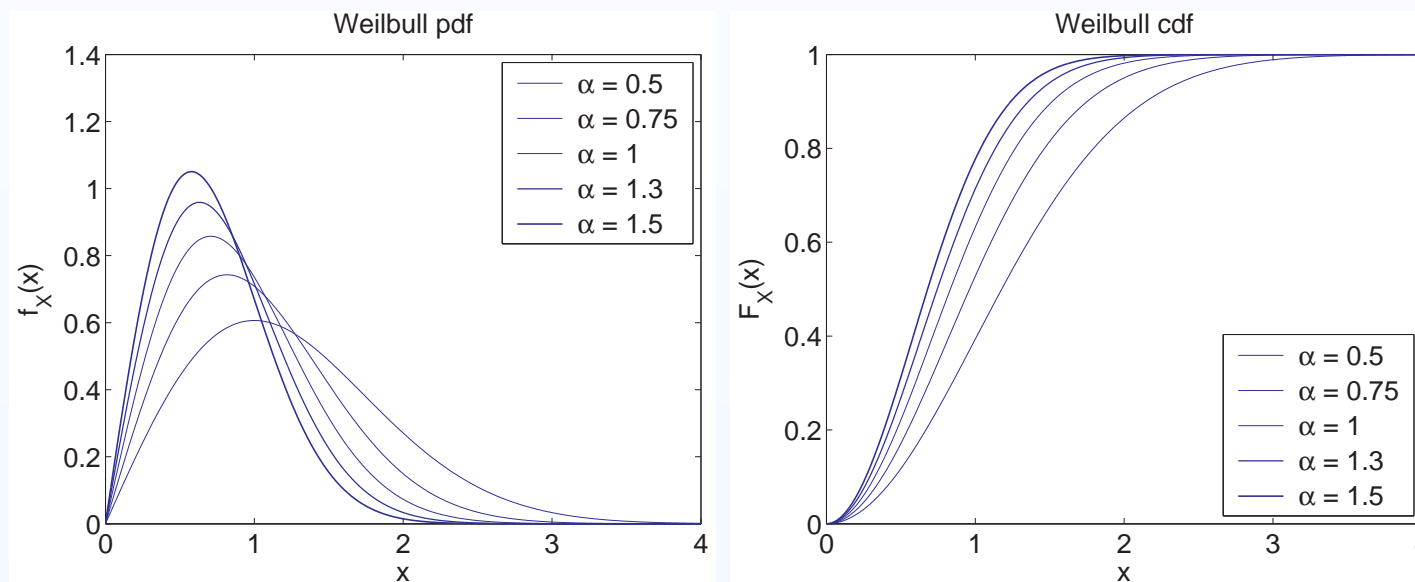 Weilbull pdf
1.4
1.2
1
0.8
0.6
0.4
0.2
0
f_X(x)
0 1 2 3 4
x
α = 0.5
α = 0.75
α = 1
α = 1.3
α = 1.5
Weilbull cdf
1
0.8
0.6
0.4
0.2
0
F_X(x)
0 1 2 3
x
α = 0.5
α = 0.75
α = 1
α = 1.3
α = 1.5